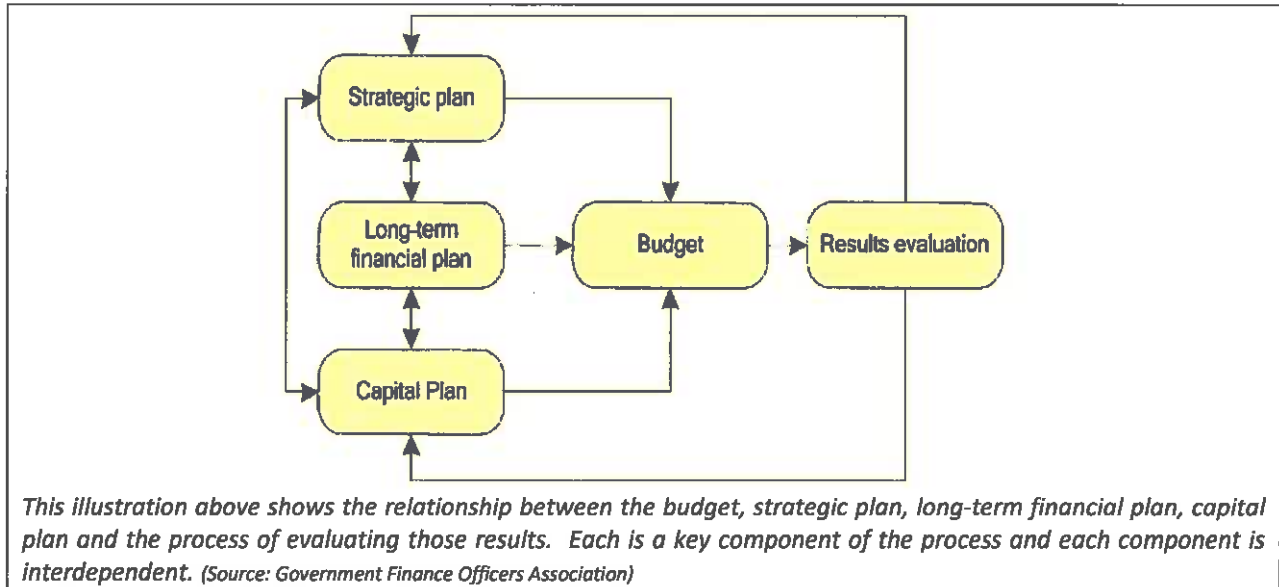 Strategic plan
Long-term
financial plan
Budget
Results evaluation
Capital Plan
This illustration above shows the relationship between the budget, strategic plan, long-term financial plan, capital
plan and the process of evaluating those results. Each is a key component of the process and each component is
interdependent. (Source: Government Finance Officers Association)